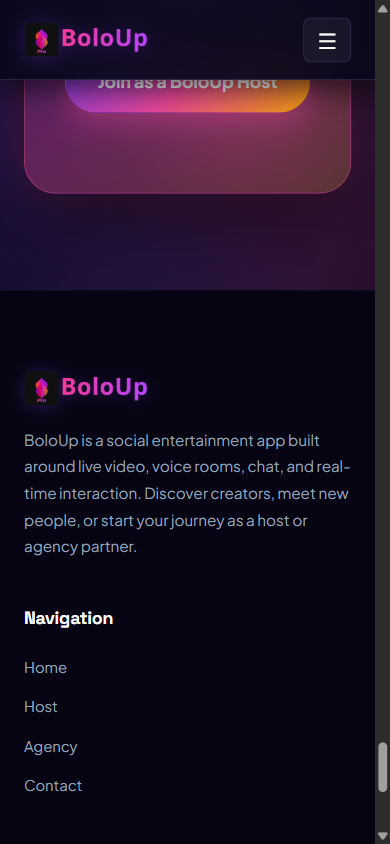 BoloUp
Join as a BoloUp Host
BoloUp
BoloUp is a social entertainment app built
around live video, voice rooms, chat, and real-
time interaction. Discover creators, meet new
people, or start your journey as a host or
agency partner.
Navigation
Home
Host
Agency
Contact